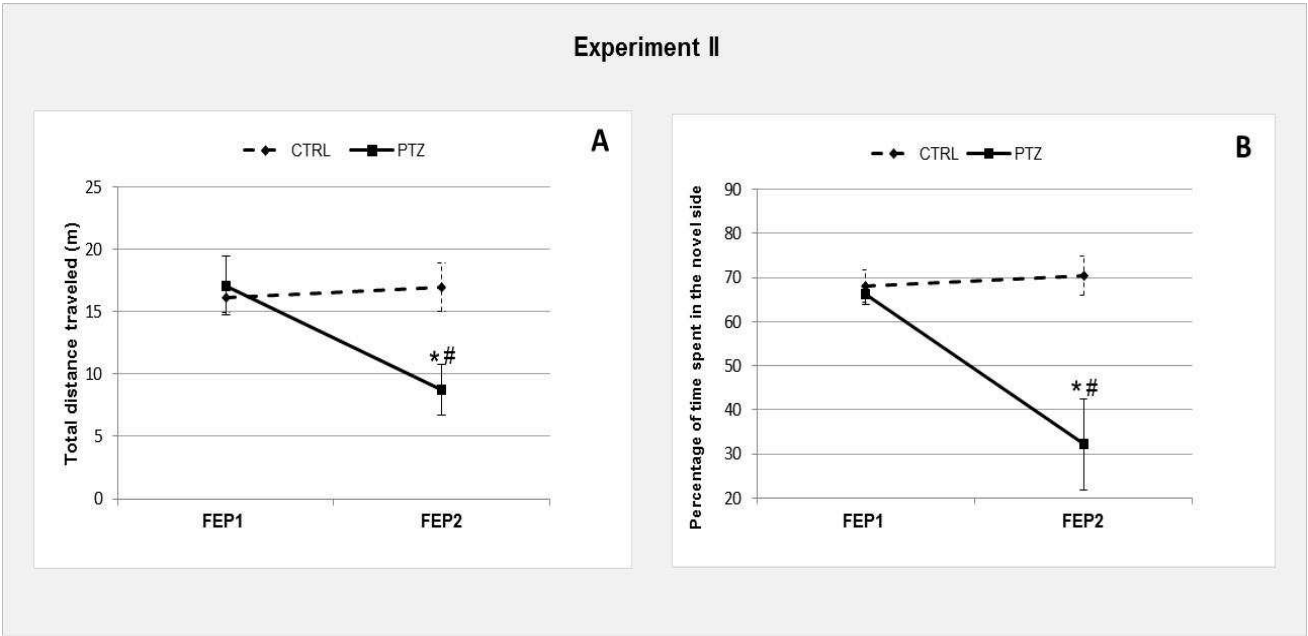 Experiment II
A
CTRL PTZ
Total distance traveled (m)
25
20
15
10
5
0
*#
FEP1 FEP2
B
CTRL PTZ
Percentage of time spent in the novel side
90
80
70
60
50
40
30
20
*#
FEP1 FEP2